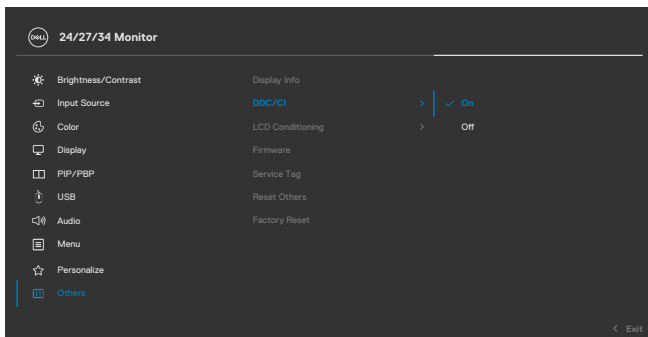 DELL 24/27/34 Monitor
Brightness/Contrast Display Info
Input Source DDC/CI > ✓ On
Color LCD Conditioning > Off
Display Firmware
PIP/PBP Service Tag
USB Reset Others
Audio Factory Reset
Menu
Personalize
Others
< Exit